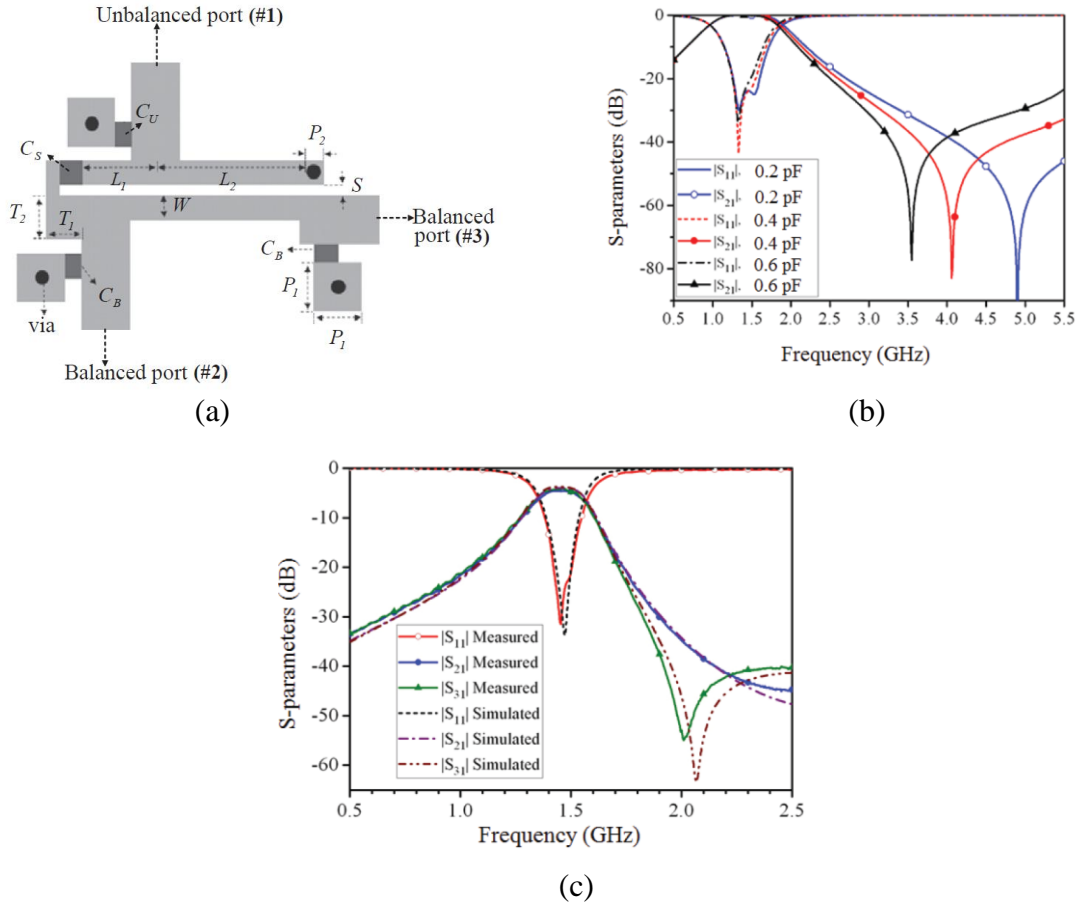 Unbalanced port (#1)
C_U
P_2
C_S
L_1
L_2
S
T_2
T_1
W
Balanced
port (#3)
C_B
P_1
C_B
via
P_1
Balanced port (#2)
(a)
0
-20
-40
-60
-80
S-parameters (dB)
|S11|, 0.2 pF
|S21|, 0.2 pF
|S11|, 0.4 pF
|S21|, 0.4 pF
|S11|, 0.6 pF
|S21|, 0.6 pF
0.5 1.0 1.5 2.0 2.5 3.0 3.5 4.0 4.5 5.0 5.5
Frequency (GHz)
(b)
0
-10
-20
-30
-40
-50
-60
S-parameters (dB)
|S11| Measured
|S21| Measured
|S31| Measured
|S11| Simulated
|S21| Simulated
|S31| Simulated
0.5 1.0 1.5 2.0 2.5
Frequency (GHz)
(c)